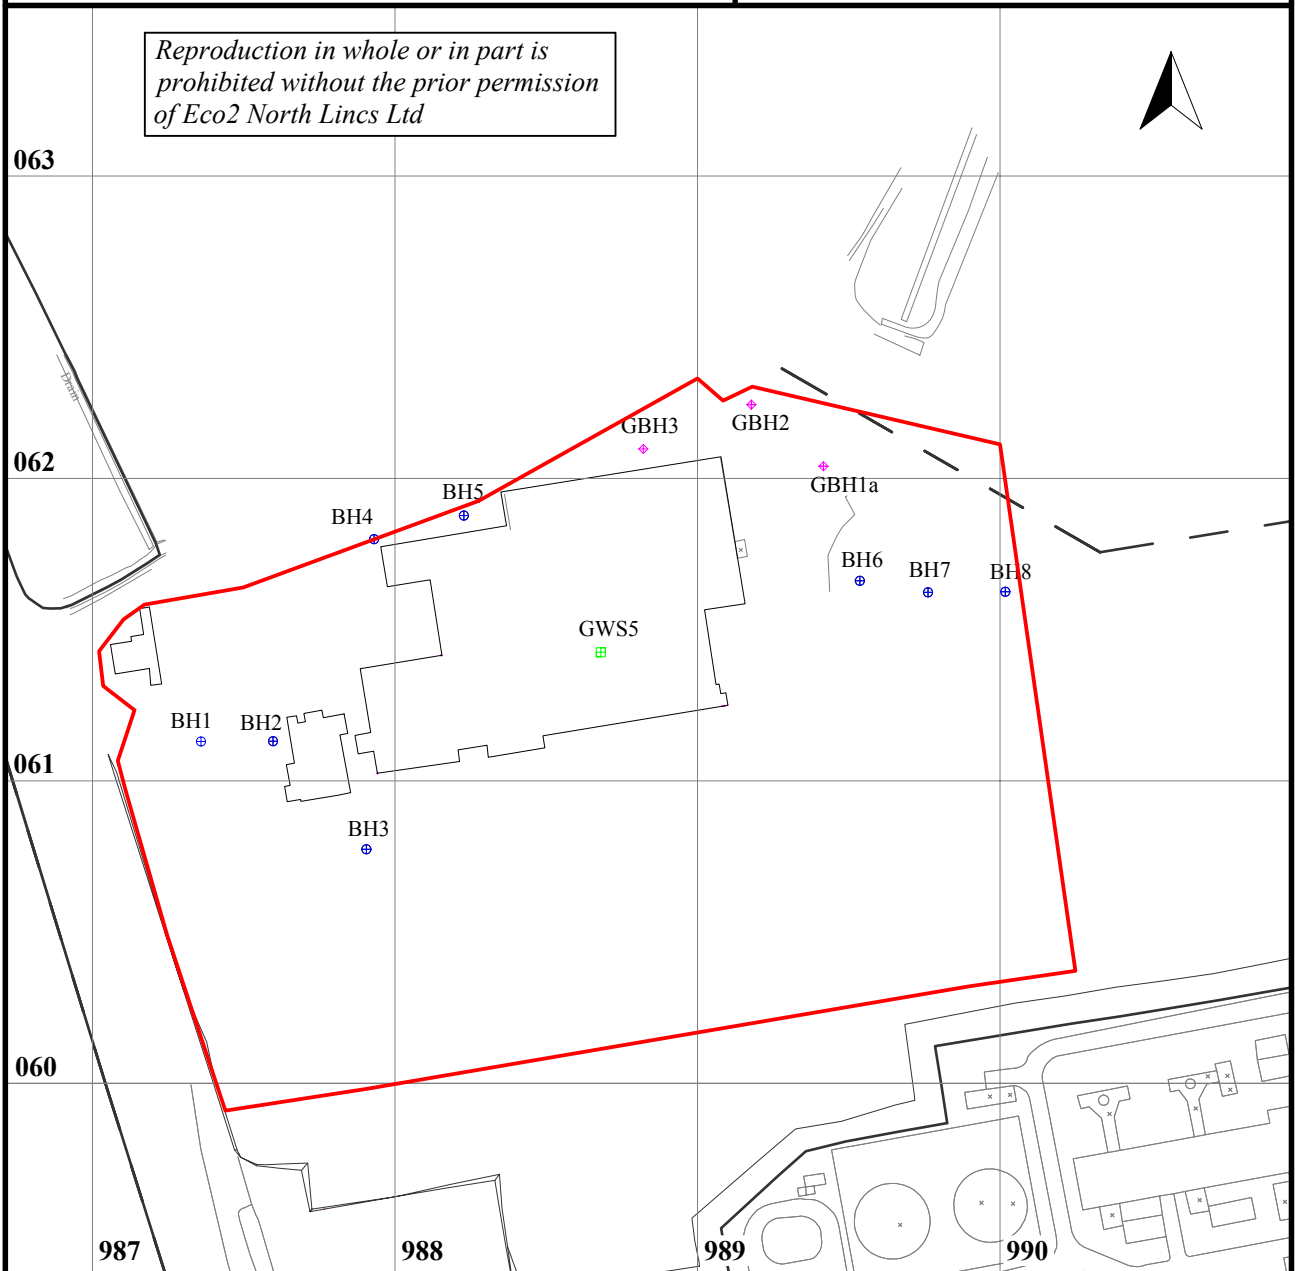 Reproduction in whole or in part is
prohibited without the prior permission
of Eco2 North Lincs Ltd
063
Drain
GBH3
GBH2
062
GBH1a
BH5
BH4
BH6
BH7
BH8
GWS5
BH1
BH2
061
BH3
060
987
988
989
990